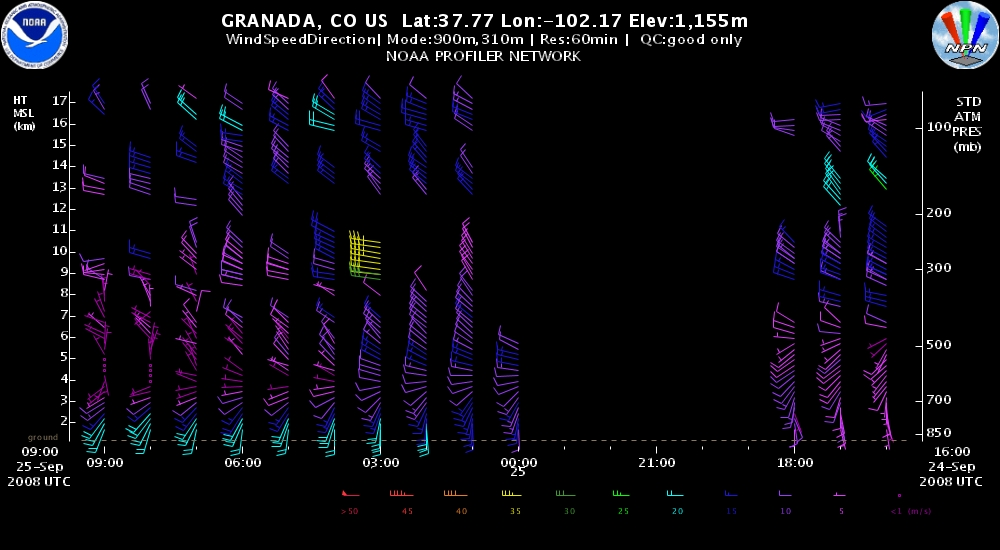 GRANADA, CO US Lat:37.77 Lon:-102.17 Elev:1,155m
WindSpeedDirection| Mode:900m,310m | Res:60min | QC:good only
NOAA PROFILER NETWORK
NOAA
NPN
HT
MSL
(km)
STD
ATM
PRES
(mb)
17
16
15
14
13
12
11
10
9
8
7
6
5
4
3
2
ground
100
200
300
500
700
850
09:00
25-Sep
2008 UTC
09:00
06:00
03:00
00:00
25
21:00
18:00
16:00
24-Sep
2008 UTC
>50 45 40 35 30 25 20 15 10 5 <1 (m/s)